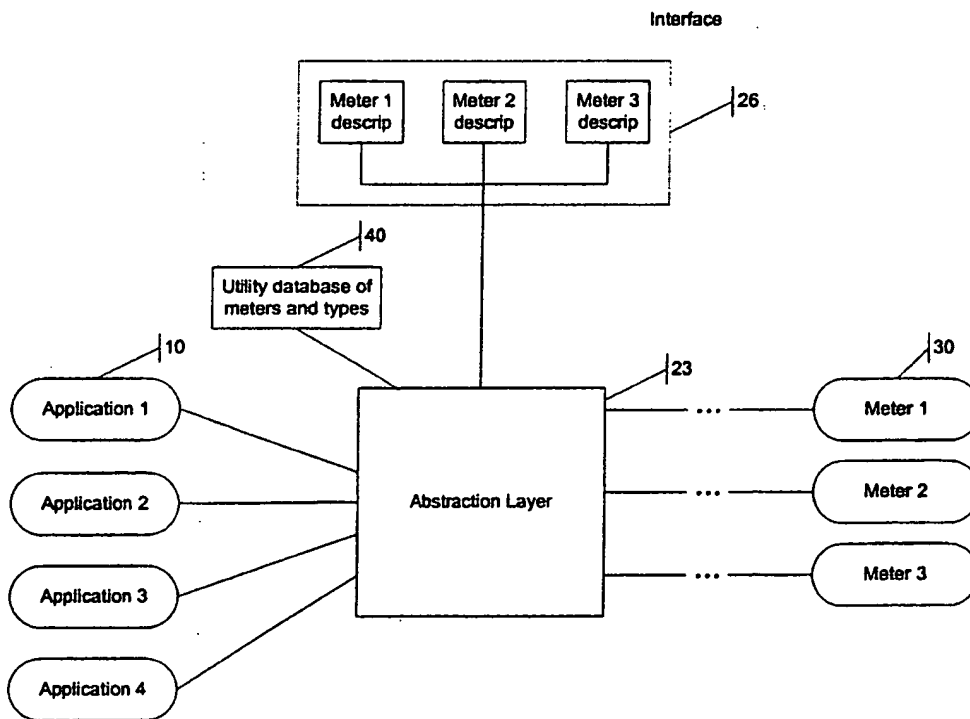 Interface
Meter 1
descrip
Meter 2
descrip
Meter 3
descrip
26
40
Utility database of
meters and types
10
23
30
Application 1
Meter 1
Application 2
Abstraction Layer
Meter 2
Application 3
Meter 3
Application 4